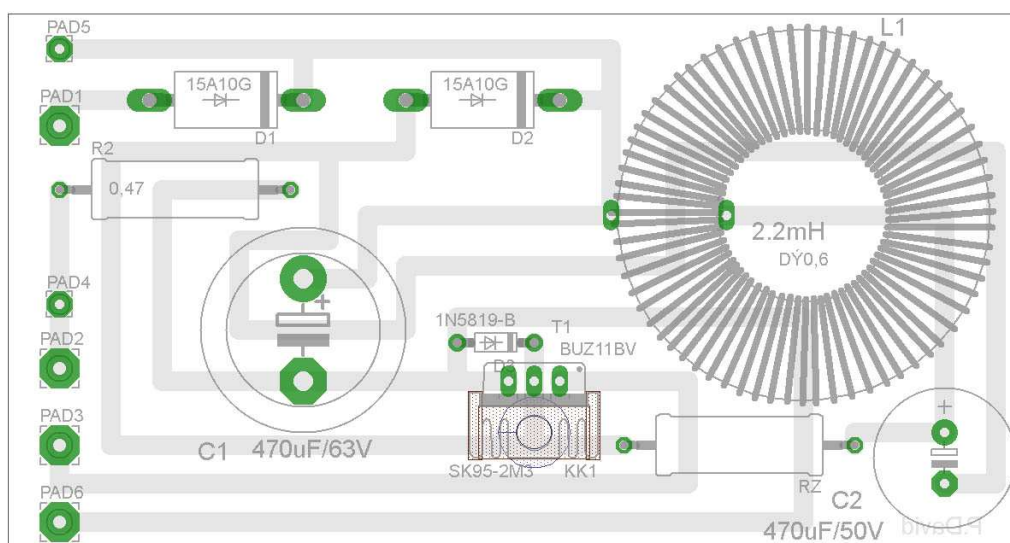 PAD5
L1
15A10G
15A10G
PAD1
D1
D2
R2
0,47
2.2mH
DÝ0,6
PAD4
+
1N5819-B
T1
BUZ11BV
PAD2
D3
+
PAD3
C1
470uF/63V
SK95-2M3
KK1
RZ
C2
PAD6
470uF/50V
P.David